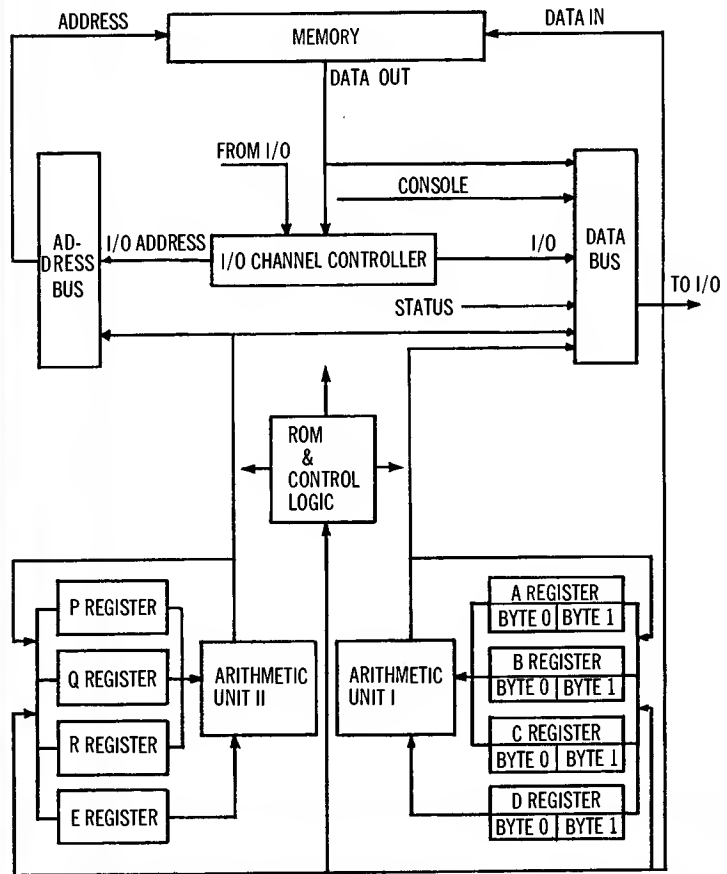 ADDRESS
MEMORY
DATA IN
DATA OUT
FROM I/O
CONSOLE
AD-
DRESS
BUS
I/O ADDRESS
I/O CHANNEL CONTROLLER
I/O
DATA
BUS
TO I/O
STATUS
ROM
&
CONTROL
LOGIC
P REGISTER
Q REGISTER
R REGISTER
E REGISTER
ARITHMETIC
UNIT II
ARITHMETIC
UNIT I
A REGISTER
BYTE 0 BYTE 1
B REGISTER
BYTE 0 BYTE 1
C REGISTER
BYTE 0 BYTE 1
D REGISTER
BYTE 0 BYTE 1